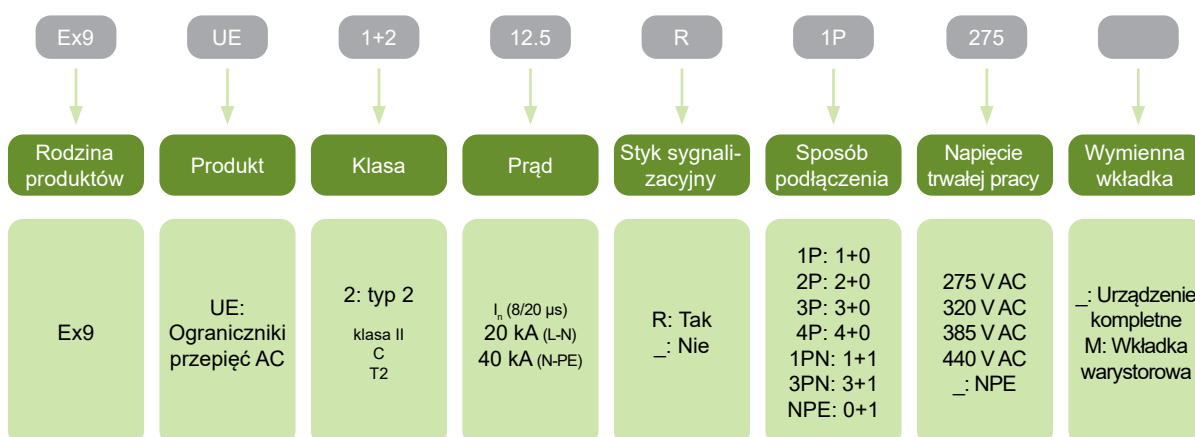 Ex9
UE
1+2
12.5
R
1P
275
Rodzina
produktów
Produkt
Klasa
Prąd
Styk sygnali-
zacyjny
Sposób
podłączenia
Napięcie
trwałej pracy
Wymienna
wkładka
Ex9
UE:
Ograniczniki
przepięć AC
2: typ 2
klasa II
C
T2
In (8/20 µs)
20 kA (L-N)
40 kA (N-PE)
R: Tak
_: Nie
1P: 1+0
2P: 2+0
3P: 3+0
4P: 4+0
1PN: 1+1
3PN: 3+1
NPE: 0+1
275 V AC
320 V AC
385 V AC
440 V AC
_: NPE
_: Urządzenie
kompletne
M: Wkładka
warystorowa